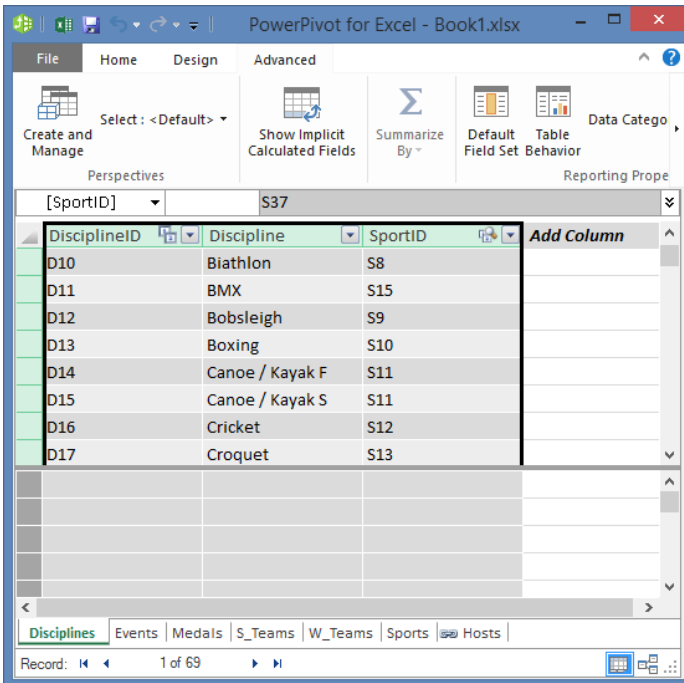 PowerPivot for Excel - Book1.xlsx
File Home Design Advanced
Create and Manage
Select : <Default>
Show Implicit Calculated Fields
Summarize By
Default Field Set
Table Behavior
Data Catego
Perspectives
Reporting Prope
[SportID] S37
DisciplineID Discipline SportID Add Column
D10 Biathlon S8
D11 BMX S15
D12 Bobsleigh S9
D13 Boxing S10
D14 Canoe / Kayak F S11
D15 Canoe / Kayak S S11
D16 Cricket S12
D17 Croquet S13
Disciplines Events Medals S_Teams W_Teams Sports Hosts
Record: 1 of 69